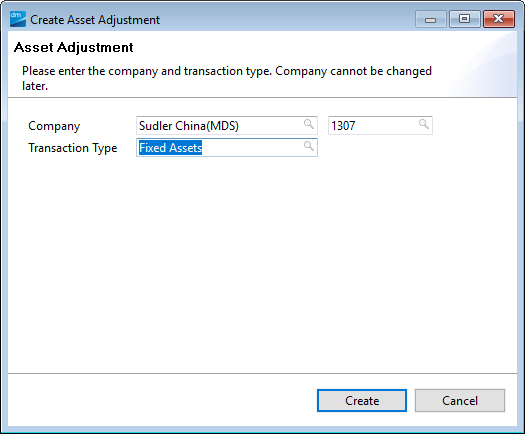 dm Create Asset Adjustment
Asset Adjustment
Please enter the company and transaction type. Company cannot be changed
later.
Company Sudler China(MDS) 1307
Transaction Type Fixed Assets
Create Cancel